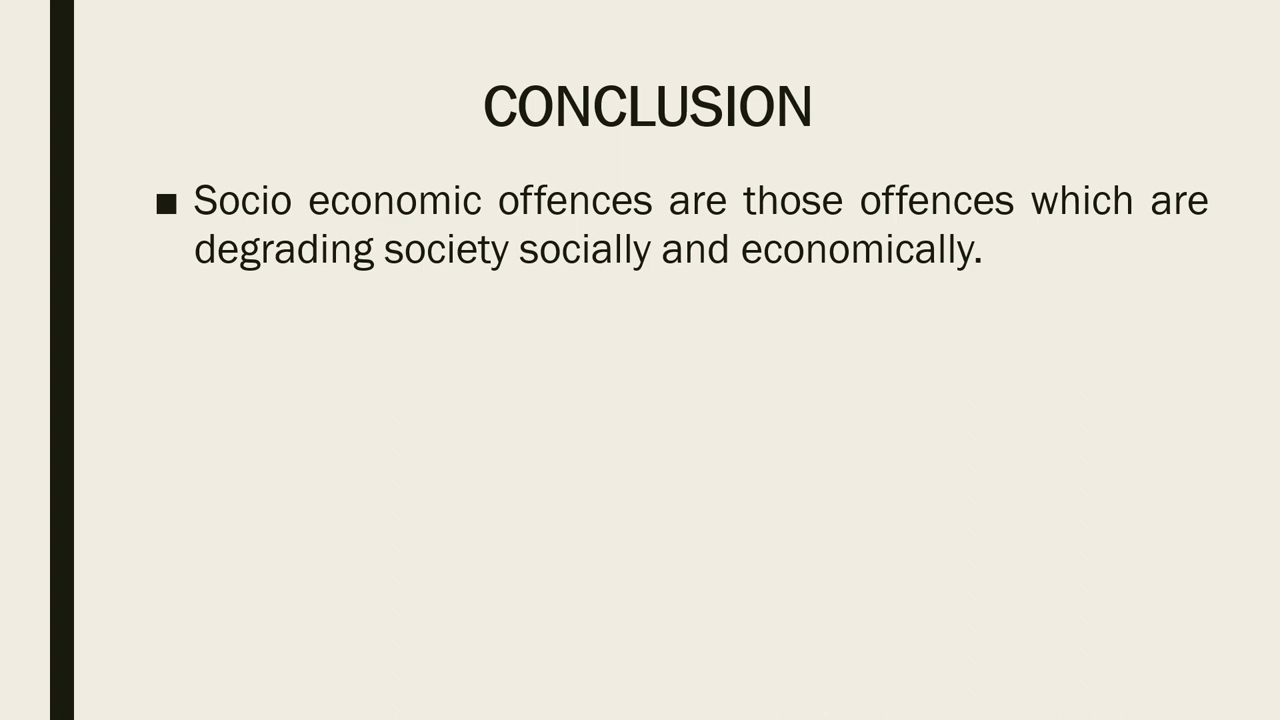 CONCLUSION
■ Socio economic offences are those offences which are
degrading society socially and economically.